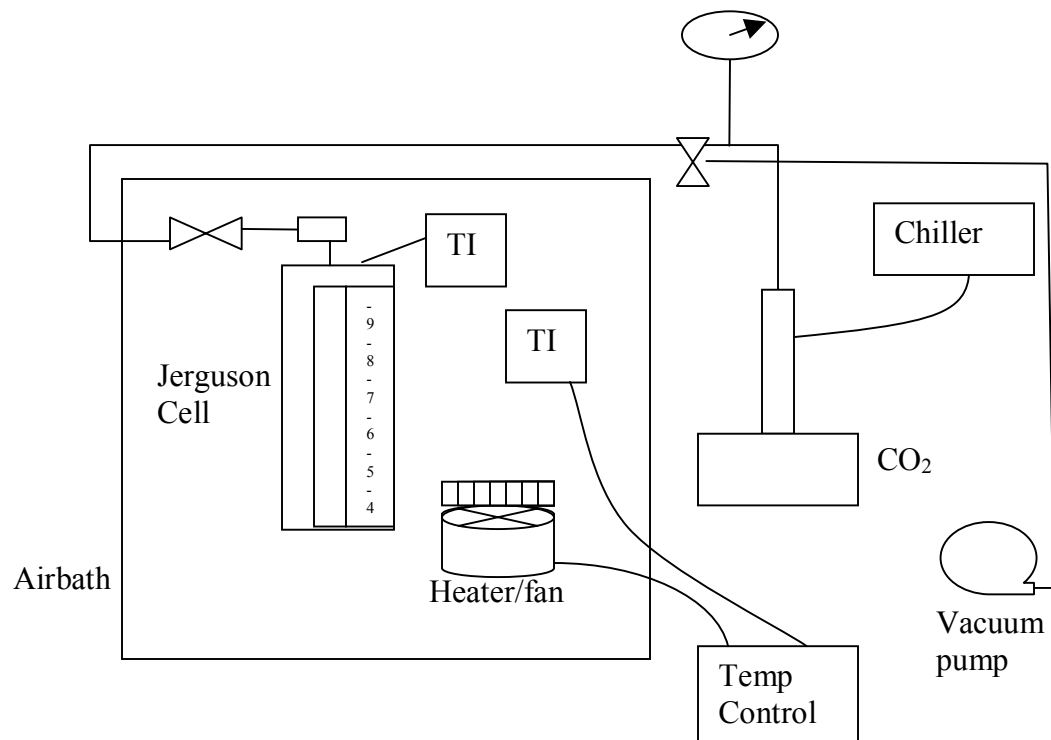 Chiller
TI
TI
-
9
-
8
-
7
-
6
-
5
-
4
Jerguson
Cell
CO₂
Airbath
Heater/fan
Vacuum
pump
Temp
Control